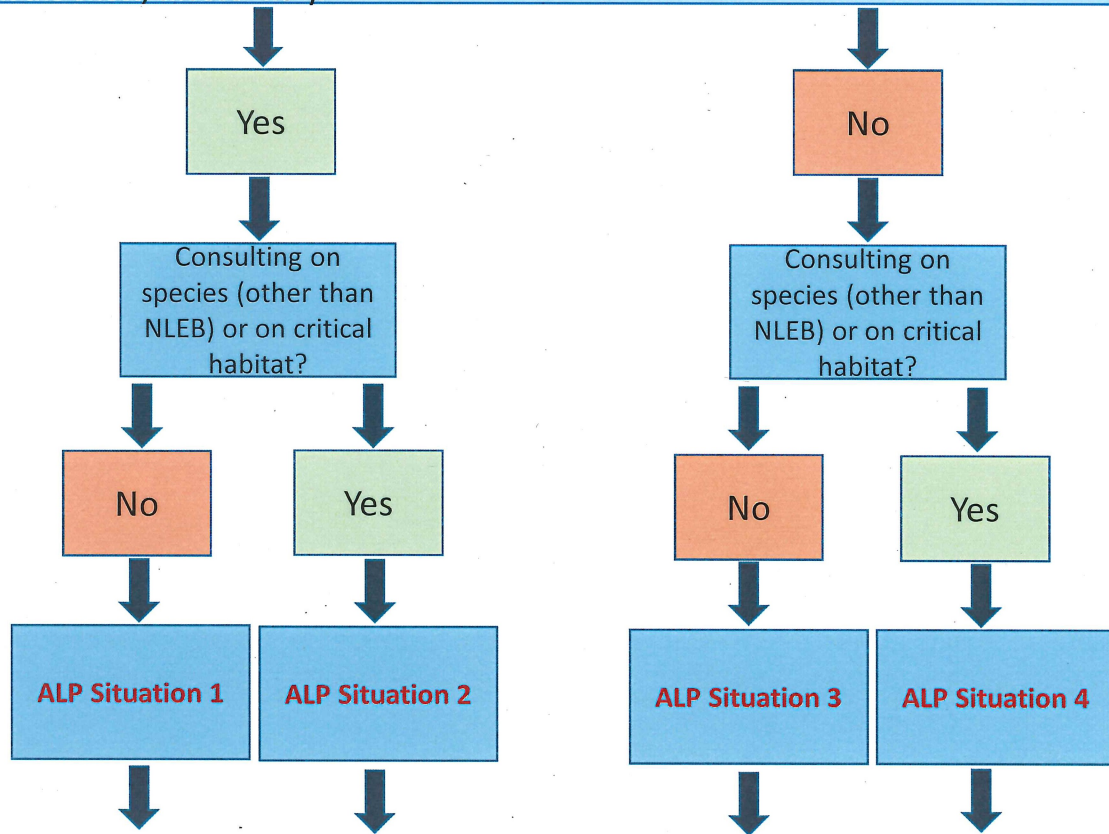 Yes
No
Consulting on
species (other than
NLEB) or on critical
habitat?
Consulting on
species (other than
NLEB) or on critical
habitat?
No
Yes
No
Yes
ALP Situation 1
ALP Situation 2
ALP Situation 3
ALP Situation 4